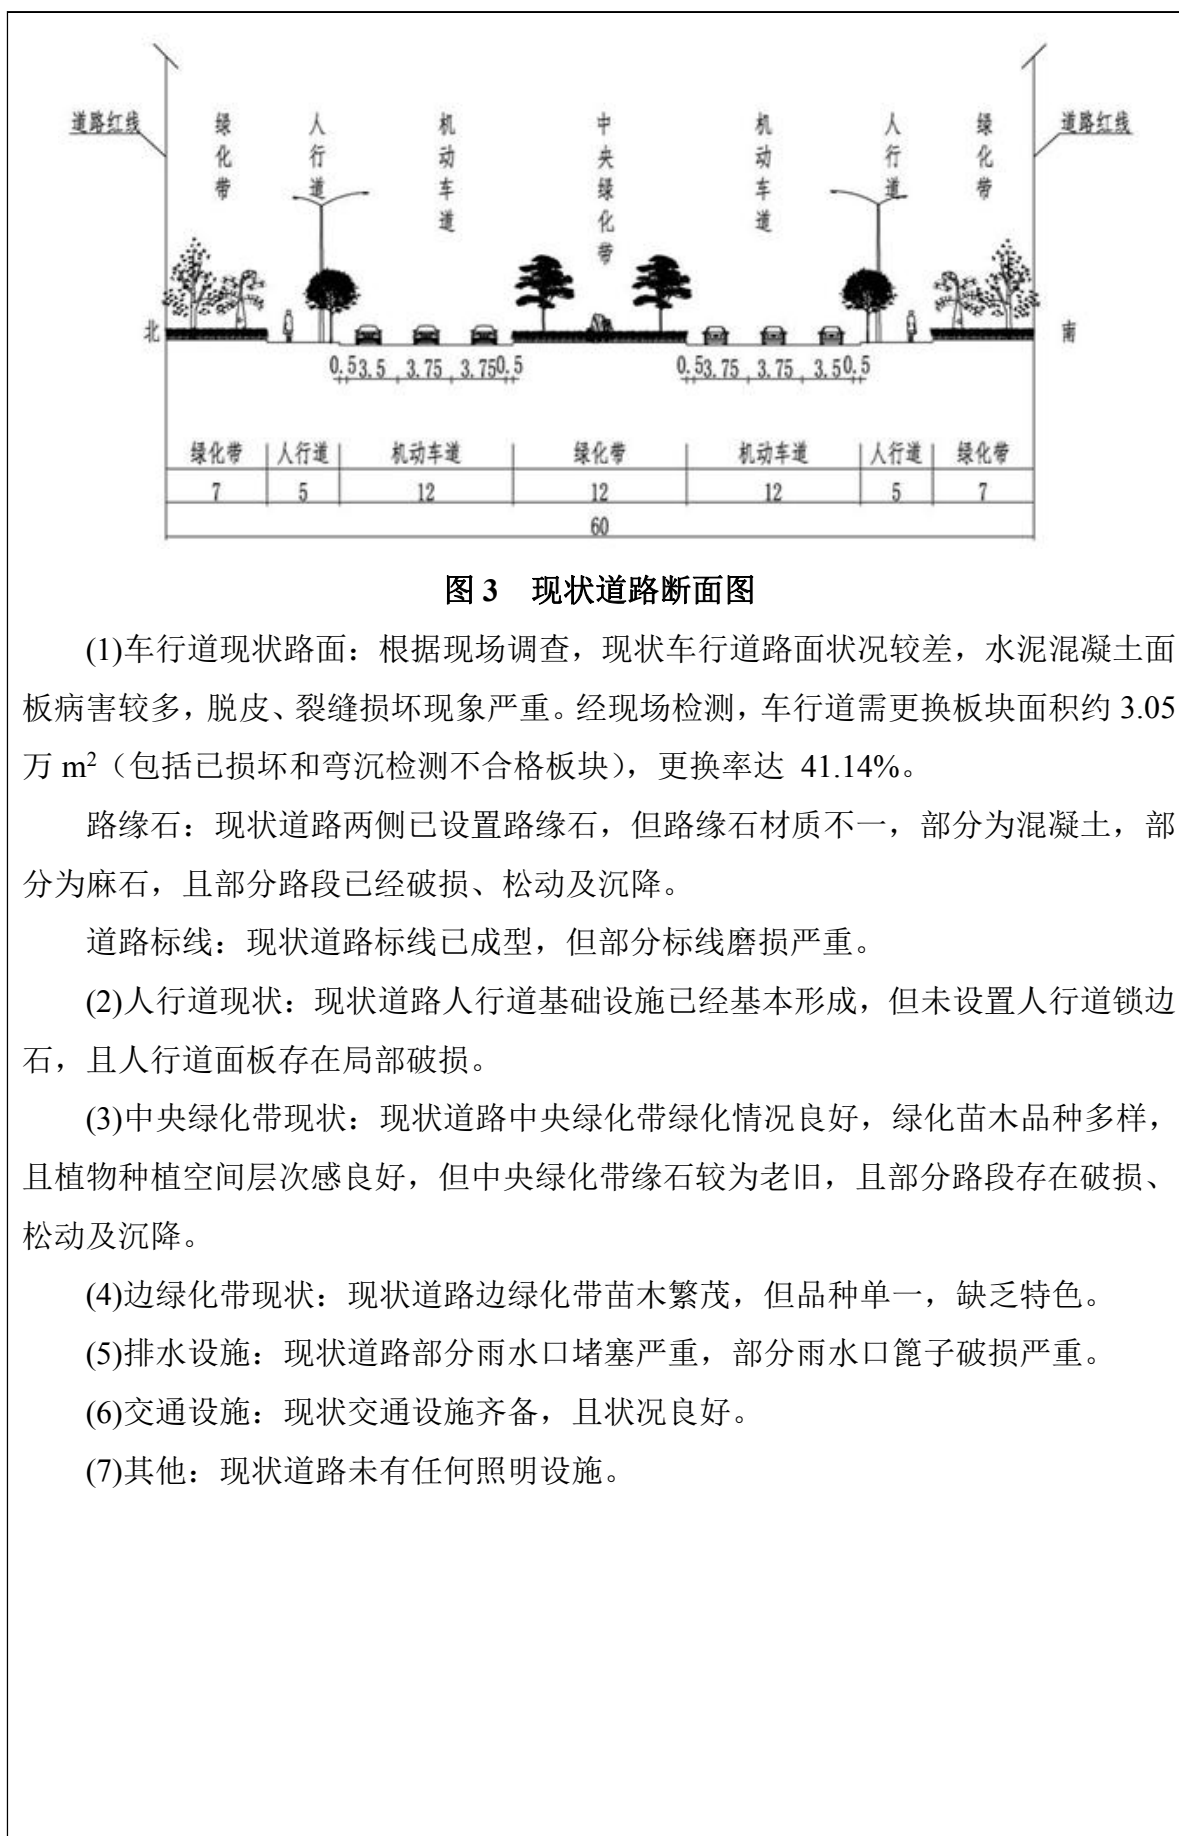 道路红线
绿化带
人行道
机动车道
中央绿化带
机动车道
人行道
绿化带
道路红线
北
南
0.5 3.5 3.75 3.75 0.5
0.5 3.75 3.75 3.5 0.5
绿化带 人行道 机动车道 绿化带 机动车道 人行道 绿化带
7 5 12 12 12 5 7
60
图 3 现状道路断面图
(1)车行道现状路面：根据现场调查，现状车行道路面状况较差，水泥混凝土面
板病害较多，脱皮、裂缝损坏现象严重。经现场检测，车行道需更换板块面积约 3.05
万 m²（包括已损坏和弯沉检测不合格板块），更换率达 41.14%。
路缘石：现状道路两侧已设置路缘石，但路缘石材质不一，部分为混凝土，部
分为麻石，且部分路段已经破损、松动及沉降。
道路标线：现状道路标线已成型，但部分标线磨损严重。
(2)人行道现状：现状道路人行道基础设施已经基本形成，但未设置人行道锁边
石，且人行道面板存在局部破损。
(3)中央绿化带现状：现状道路中央绿化带绿化情况良好，绿化苗木品种多样，
且植物种植空间层次感良好，但中央绿化带缘石较为老旧，且部分路段存在破损、
松动及沉降。
(4)边绿化带现状：现状道路边绿化带苗木繁茂，但品种单一，缺乏特色。
(5)排水设施：现状道路部分雨水口堵塞严重，部分雨水口篦子破损严重。
(6)交通设施：现状交通设施齐备，且状况良好。
(7)其他：现状道路未有任何照明设施。